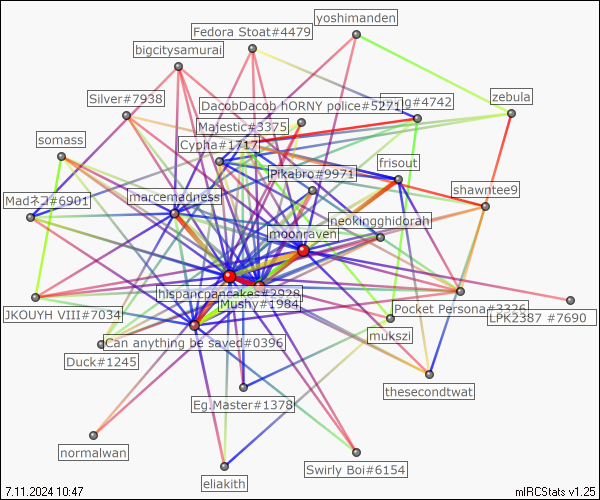 yoshimanden
Fedora Stoat#4479
bigcitysamurai
Silver#7938
DacobDacob hORNY police#5271
#4742
zebula
Majestic#3375
somass
Cypha#1717
frisout
Pikabro#9971
shawntee9
Madネコ#6901
marcemadness
neokingghidorah
moonraven
hispancpancakes#2928
Mushy#1984
JKOUYH VIII#7034
Pocket Persona#3326
LPK2387 #7690
mukszi
Can anything be saved#0396
Duck#1245
thesecondtwat
Eg.Master#1378
normalwan
Swirly Boi#6154
eliakith
7.11.2024 10:47
mIRCStats v1.25